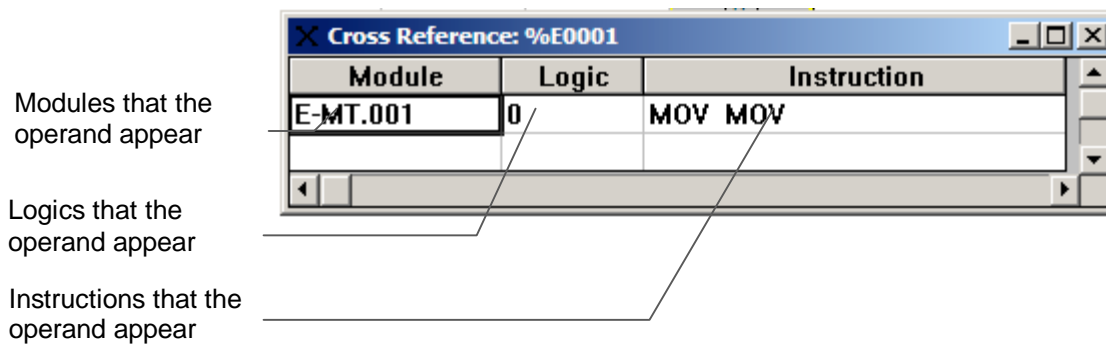 Cross Reference: %E0001
Module Logic Instruction
E-MT.001 0 MOV MOV
Modules that the
operand appear
Logics that the
operand appear
Instructions that the
operand appear